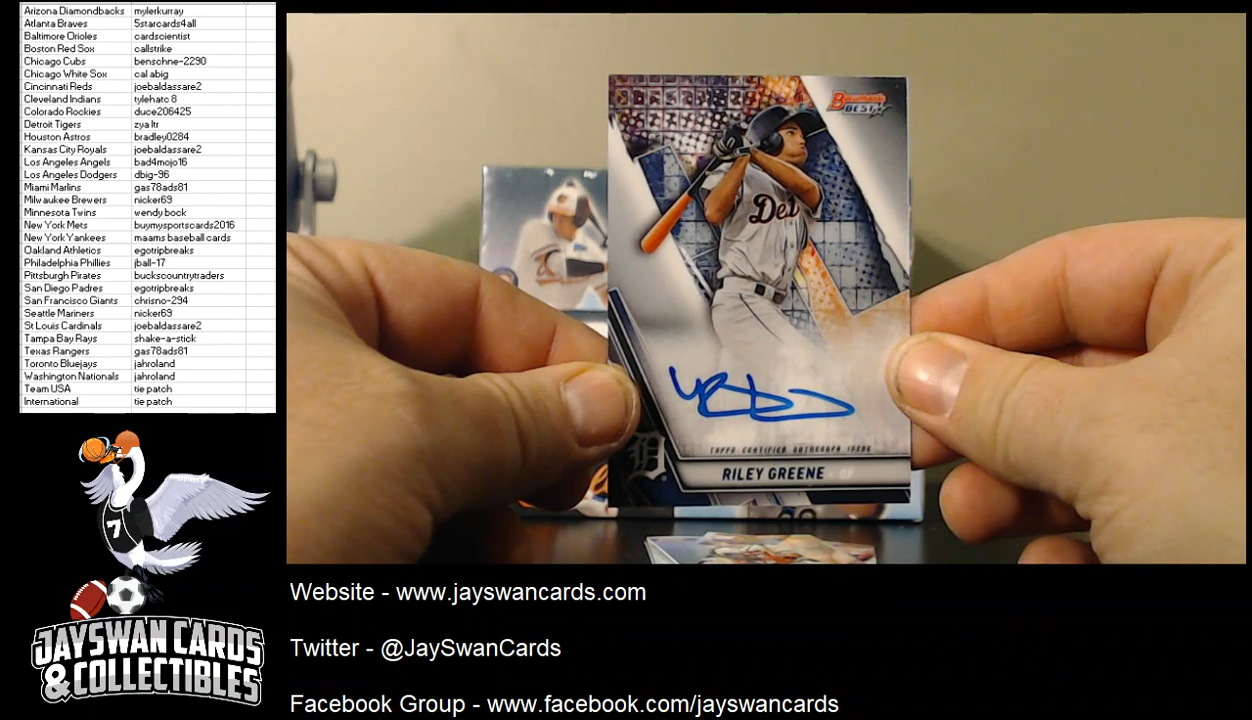 Arizona Diamondbacks mylerkurray
Atlanta Braves 5starcards4all
Baltimore Orioles cardscientist
Boston Red Sox callstrike
Chicago Cubs benschne-2290
Chicago White Sox cal abig
Cincinnati Reds joebaldassare2
Cleveland Indians tylehatc 8
Colorado Rockies duce206425
Detroit Tigers zya ltr
Houston Astros bradley0284
Kansas City Royals joebaldassare2
Los Angeles Angels bad4mojo16
Los Angeles Dodgers dbig-96
Miami Marlins gas78ads81
Milwaukee Brewers nicker69
Minnesota Twins wendy bock
New York Mets buymysportscards2016
New York Yankees maams baseball cards
Oakland Athletics egotripbreaks
Philadelphia Phillies jball-17
Pittsburgh Pirates buckscountrytraders
San Diego Padres egotripbreaks
San Francisco Giants chrisno-294
Seattle Mariners nicker69
St Louis Cardinals joebaldassare2
Tampa Bay Rays shake-a-stick
Texas Rangers gas78ads81
Toronto Bluejays jahroland
Washington Nationals jahroland
Team USA tie patch
International tie patch
7
JAYSWAN CARDS
& COLLECTIBLES
Bowman's
BEST
Det
D
TOPPS CERTIFIED AUTOGRAPH ISSUE
RILEY GREENE - OF
Website - www.jayswancards.com
Twitter - @JaySwanCards
Facebook Group - www.facebook.com/jayswancards